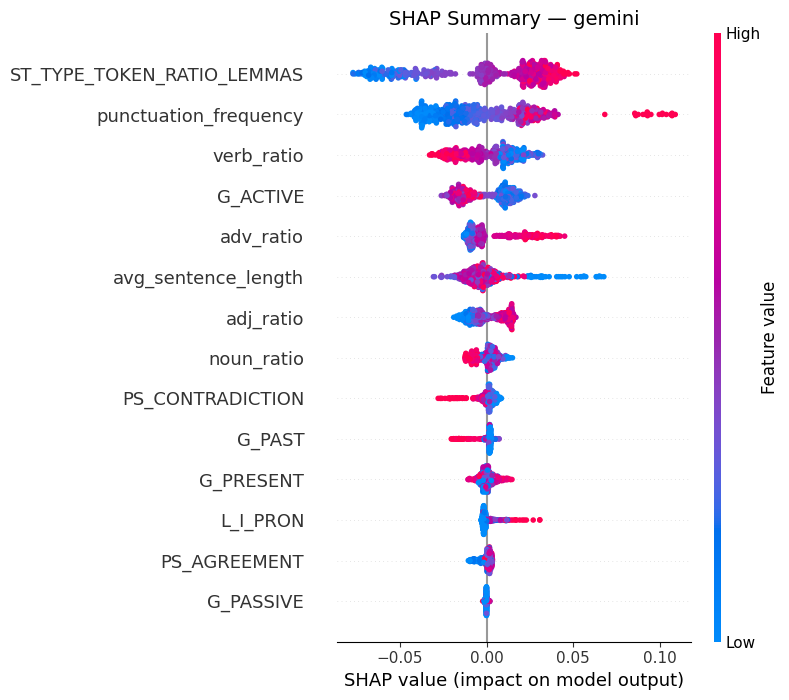 SHAP Summary — gemini
High
ST_TYPE_TOKEN_RATIO_LEMMAS
punctuation_frequency
verb_ratio
G_ACTIVE
adv_ratio
avg_sentence_length
adj_ratio
noun_ratio
PS_CONTRADICTION
G_PAST
G_PRESENT
L_I_PRON
PS_AGREEMENT
G_PASSIVE
Feature value
Low
−0.05 0.00 0.05 0.10
SHAP value (impact on model output)